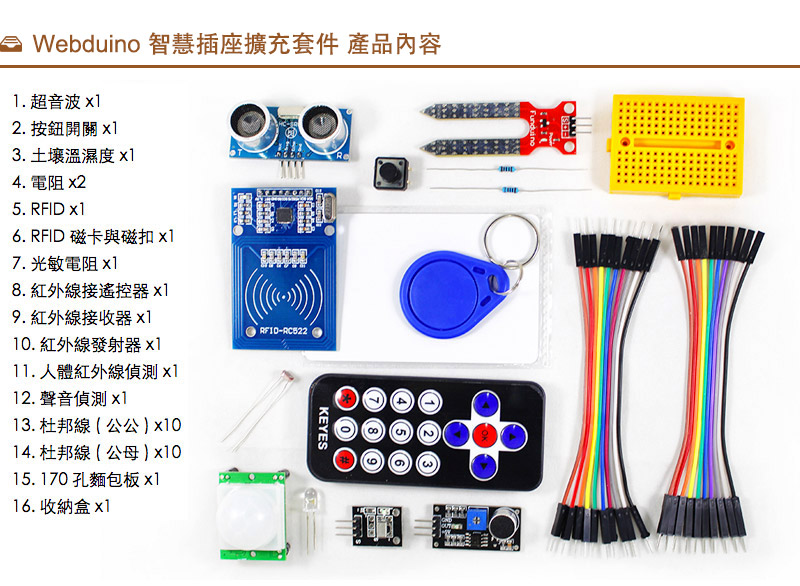 Webduino 智慧插座擴充套件 產品內容
1. 超音波 x1
2. 按鈕開關 x1
3. 土壤溫濕度 x1
4. 電阻 x2
5. RFID x1
6. RFID 磁卡與磁扣 x1
7. 光敏電阻 x1
8. 紅外線接遙控器 x1
9. 紅外線接收器 x1
10. 紅外線發射器 x1
11. 人體紅外線偵測 x1
12. 聲音偵測 x1
13. 杜邦線 ( 公公 ) x10
14. 杜邦線 ( 公母 ) x10
15. 170 孔麵包板 x1
16. 收納盒 x1
T
R
Funduino
RFID-RC522
KEYES
* 7 4 1
0 8 5 2
# 9 6 3
OK
S
GND
OUT
+5V